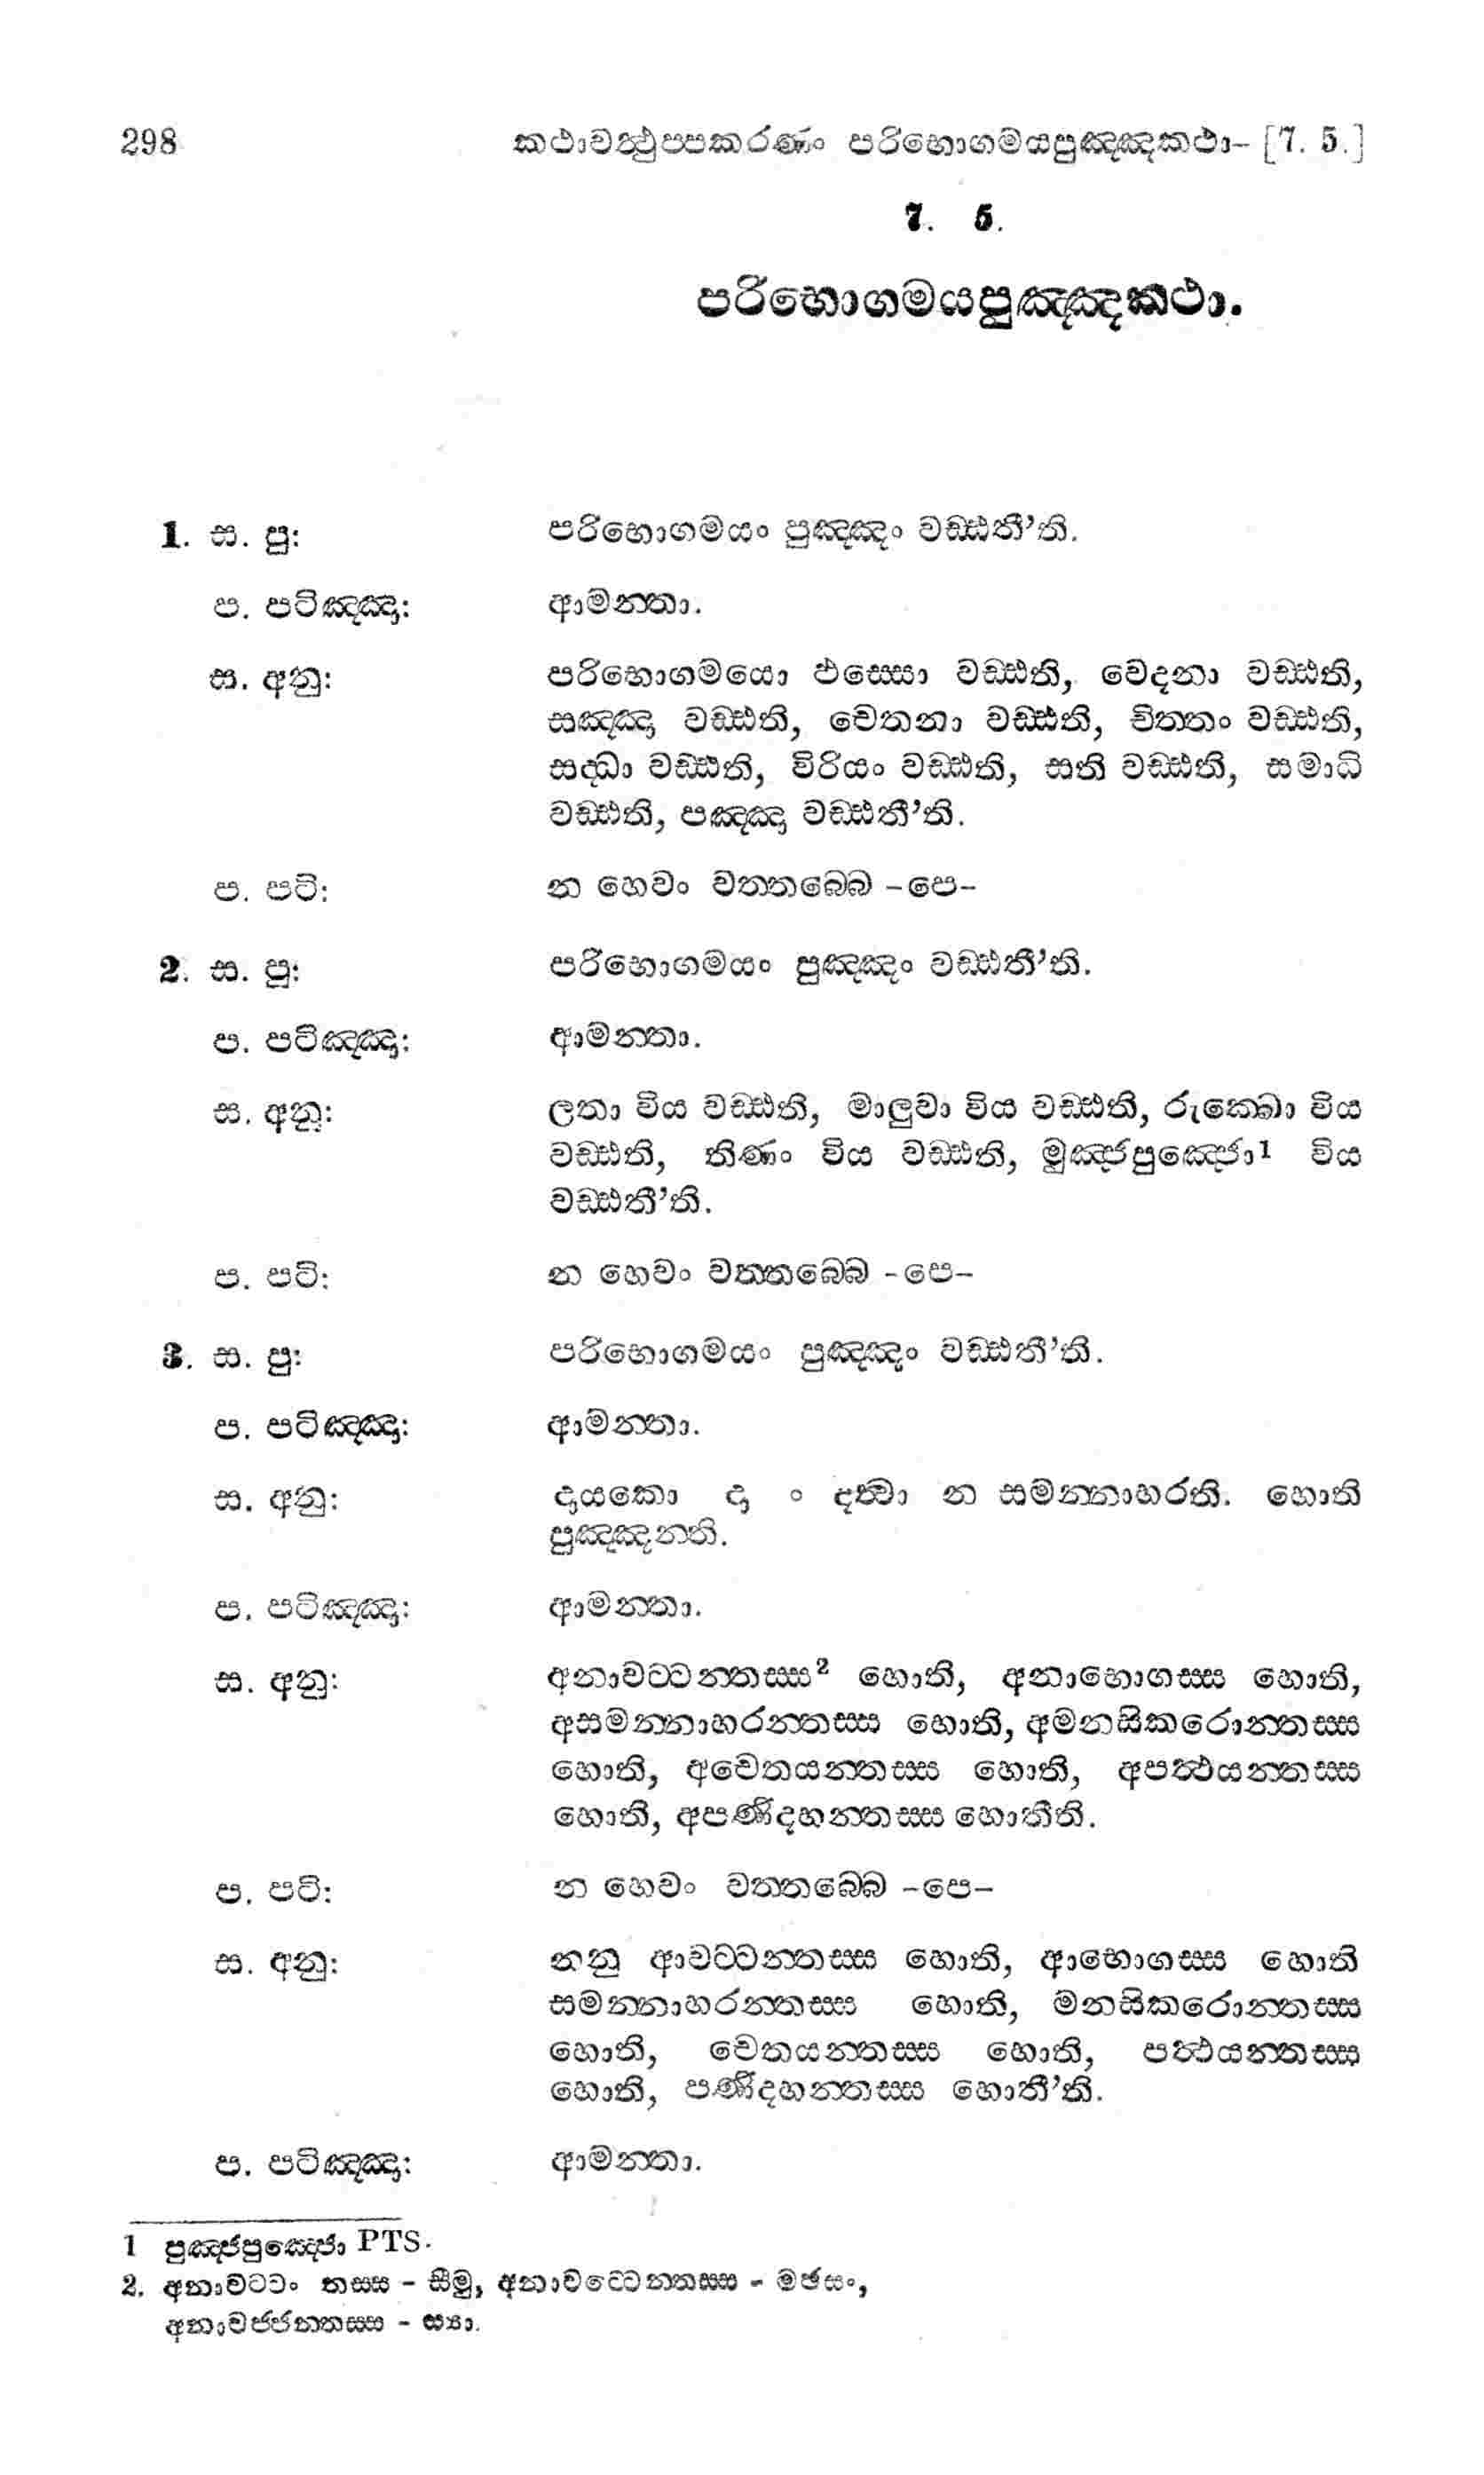 298 කථාවත්‍ථුප්පකරණං පරිභොගමයපුඤ්ඤකථා- [7. 5.]
7. 5.
පරිභොගමයපුඤ්ඤකථා.
1. ස. පු: පරිභොගමයං පුඤ්ඤං වඩ්ඪතී’ති.
ප. පටිඤ්ඤා: ආමන්තා.
ස. අනු: පරිභොගමයො ඵස්සො වඩ්ඪති, වෙදනා වඩ්ඪති,
සඤ්ඤා වඩ්ඪති, චෙතනා වඩ්ඪති, චිත්තං වඩ්ඪති,
සද්ධා වඩ්ඪති, විරියං වඩ්ඪති, සති වඩ්ඪති, සමාධි
වඩ්ඪති, පඤ්ඤා වඩ්ඪතී’ති.
ප. පටි: න හෙවං වත්තබ්බෙ -පෙ-
2. ස. පු: පරිභොගමයං පුඤ්ඤං වඩ්ඪතී’ති.
ප. පටිඤ්ඤා: ආමන්තා.
ස. අනු: ලතා විය වඩ්ඪති, මාලුවා විය වඩ්ඪති, රුක්ඛො විය
වඩ්ඪති, තිණං විය වඩ්ඪති, මුඤ්ජපුඤ්ජො1 විය
වඩ්ඪතී’ති.
ප. පටි: න හෙවං වත්තබ්බෙ -පෙ-
3. ස. පු: පරිභොගමයං පුඤ්ඤං වඩ්ඪතී’ති.
ප. පටිඤ්ඤා: ආමන්තා.
ස. අනු: දායකො දා ං දත්වා න සමන්නාහරති. හොති
පුඤ්ඤන්ති.
ප. පටිඤ්ඤා: ආමන්තා.
ස. අනු: අනාවට්ටන්තස්ස2 හොති, අනාභොගස්ස හොති,
අසමන්නාහරන්තස්ස හොති, අමනසිකරොන්තස්ස
හොති, අචෙතයන්තස්ස හොති, අපත්‍ථයන්තස්ස
හොති, අපණිදහන්තස්ස හොතීති.
ප. පටි: න හෙවං වත්තබ්බෙ -පෙ-
ස. අනු: නනු ආවට්ටන්තස්ස හොති, ආභොගස්ස හොති
සමන්නාහරන්තස්ස හොති, මනසිකරොන්තස්ස
හොති, චෙතයන්තස්ස හොති, පත්‍ථයන්තස්ස
හොති, පණිදහන්තස්ස හොතී’ති.
ප. පටිඤ්ඤා: ආමන්තා.
1 පුඤ්ජපුඤ්ජො PTS.
2. අනාවට්ටං තස්ස - සීමු, අනාවට්ටෙන්තස්ස - මඡසං,
අනාවජ්ජන්තස්ස - ස්‍යා.